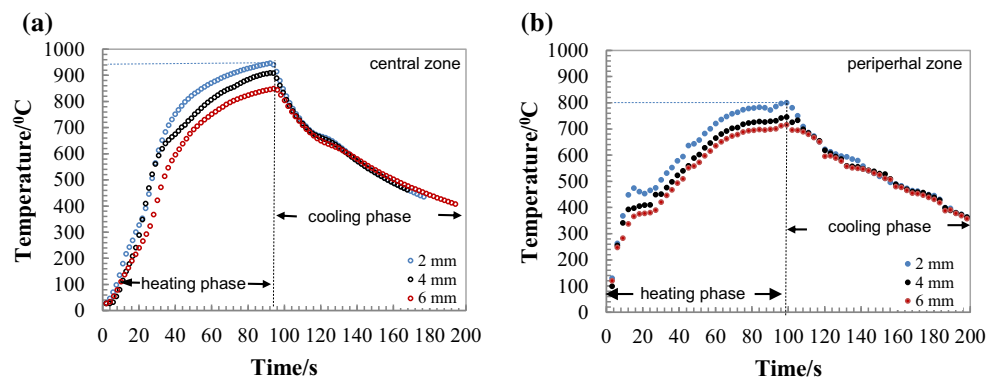 (a)
central zone
1000
900
800
700
600
500
400
300
200
100
0
Temperature/⁰C
heating phase
cooling phase
2 mm
4 mm
6 mm
0 20 40 60 80 100 120 140 160 180 200
Time/s
(b)
periperhal zone
1000
900
800
700
600
500
400
300
200
100
0
Temperature/⁰C
heating phase
cooling phase
2 mm
4 mm
6 mm
0 20 40 60 80 100 120 140 160 180 200
Time/s